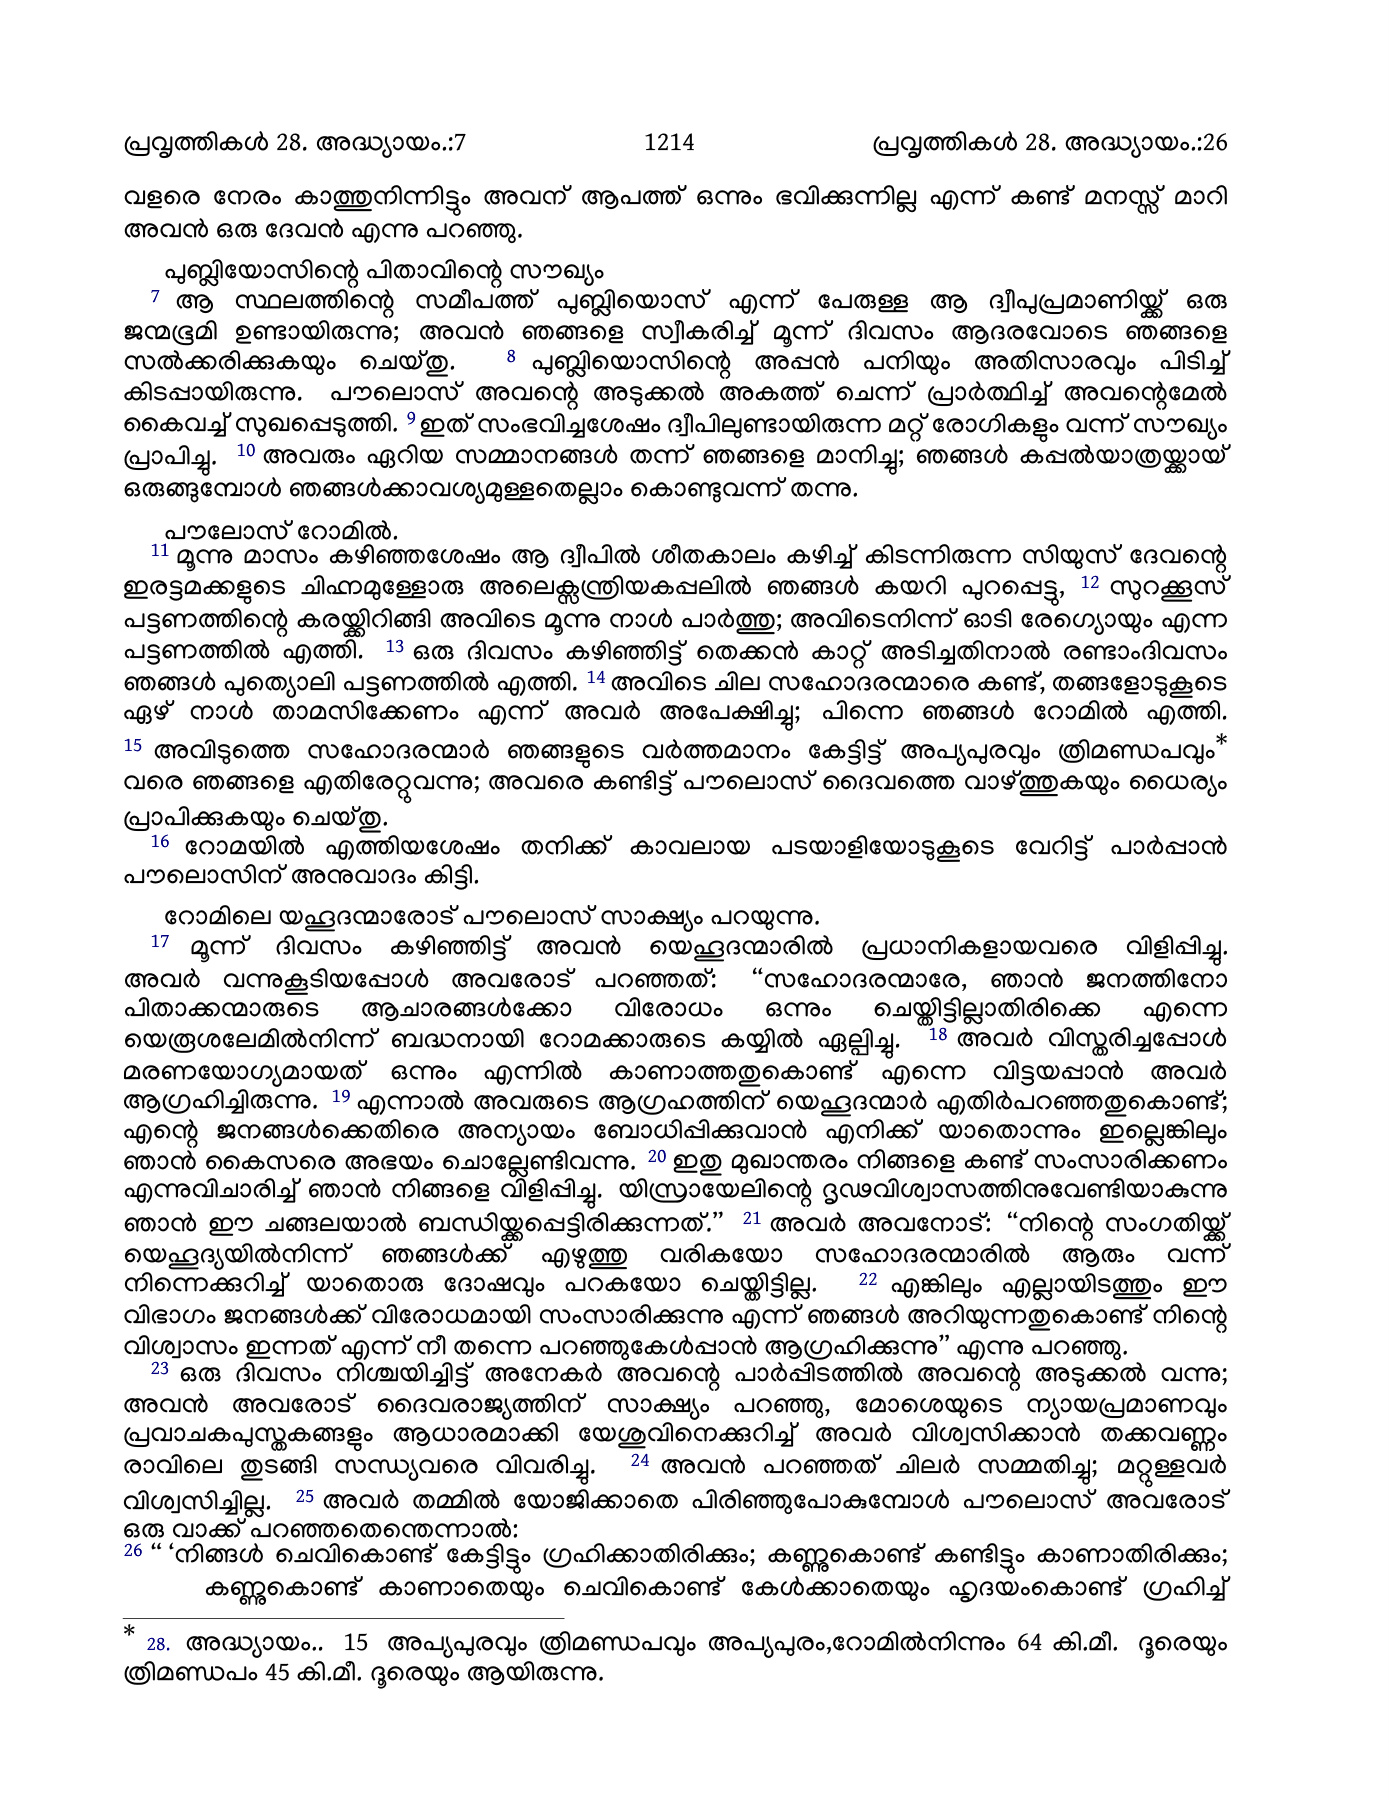 പ്രവൃത്തികൾ 28. അദ്ധ്യായം.:7 1214 പ്രവൃത്തികൾ 28. അദ്ധ്യായം.:26
വളരെ നേരം കാത്തുനിന്നിട്ടും അവന് ആപത്ത് ഒന്നും ഭവിക്കുന്നില്ല എന്ന് കണ്ട് മനസ്സ് മാറി
അവൻ ഒരു ദേവൻ എന്നു പറഞ്ഞു.
പുബ്ലിയോസിന്റെ പിതാവിന്റെ സൗഖ്യം
7 ആ സ്ഥലത്തിന്റെ സമീപത്ത് പുബ്ലിയൊസ് എന്ന് പേരുള്ള ആ ദ്വീപുപ്രമാണിയ്ക്ക് ഒരു
ജന്മഭൂമി ഉണ്ടായിരുന്നു; അവൻ ഞങ്ങളെ സ്വീകരിച്ച് മൂന്ന് ദിവസം ആദരവോടെ ഞങ്ങളെ
സൽക്കരിക്കുകയും ചെയ്തു. 8 പുബ്ലിയൊസിന്റെ അപ്പൻ പനിയും അതിസാരവും പിടിച്ച്
കിടപ്പായിരുന്നു. പൗലൊസ് അവന്റെ അടുക്കൽ അകത്ത് ചെന്ന് പ്രാർത്ഥിച്ച് അവന്റെമേൽ
കൈവച്ച് സുഖപ്പെടുത്തി. 9 ഇത് സംഭവിച്ചശേഷം ദ്വീപിലുണ്ടായിരുന്ന മറ്റ് രോഗികളും വന്ന് സൗഖ്യം
പ്രാപിച്ചു. 10 അവരും ഏറിയ സമ്മാനങ്ങൾ തന്ന് ഞങ്ങളെ മാനിച്ചു; ഞങ്ങൾ കപ്പൽയാത്രയ്ക്കായ്
ഒരുങ്ങുമ്പോൾ ഞങ്ങൾക്കാവശ്യമുള്ളതെല്ലാം കൊണ്ടുവന്ന് തന്നു.
പൗലോസ് റോമിൽ.
11 മൂന്നു മാസം കഴിഞ്ഞശേഷം ആ ദ്വീപിൽ ശീതകാലം കഴിച്ച് കിടന്നിരുന്ന സിയുസ് ദേവന്റെ
ഇരട്ടമക്കളുടെ ചിഹ്നമുള്ളോരു അലെക്സന്ത്രിയകപ്പലിൽ ഞങ്ങൾ കയറി പുറപ്പെട്ടു, 12 സുറക്കൂസ്
പട്ടണത്തിന്റെ കരയ്ക്കിറിങ്ങി അവിടെ മൂന്നു നാൾ പാർത്തു; അവിടെനിന്ന് ഓടി രേഗ്യൊയും എന്ന
പട്ടണത്തിൽ എത്തി. 13 ഒരു ദിവസം കഴിഞ്ഞിട്ട് തെക്കൻ കാറ്റ് അടിച്ചതിനാൽ രണ്ടാംദിവസം
ഞങ്ങൾ പുത്യൊലി പട്ടണത്തിൽ എത്തി. 14 അവിടെ ചില സഹോദരന്മാരെ കണ്ട്, തങ്ങളോടുകൂടെ
ഏഴ് നാൾ താമസിക്കേണം എന്ന് അവർ അപേക്ഷിച്ചു; പിന്നെ ഞങ്ങൾ റോമിൽ എത്തി.
15 അവിടുത്തെ സഹോദരന്മാർ ഞങ്ങളുടെ വർത്തമാനം കേട്ടിട്ട് അപ്യപുരവും ത്രിമണ്ഡപവും*
വരെ ഞങ്ങളെ എതിരേറ്റുവന്നു; അവരെ കണ്ടിട്ട് പൗലൊസ് ദൈവത്തെ വാഴ്ത്തുകയും ധൈര്യം
പ്രാപിക്കുകയും ചെയ്തു.
16 റോമയിൽ എത്തിയശേഷം തനിക്ക് കാവലായ പടയാളിയോടുകൂടെ വേറിട്ട് പാർപ്പാൻ
പൗലൊസിന് അനുവാദം കിട്ടി.
റോമിലെ യഹൂദന്മാരോട് പൗലൊസ് സാക്ഷ്യം പറയുന്നു.
17 മൂന്ന് ദിവസം കഴിഞ്ഞിട്ട് അവൻ യെഹൂദന്മാരിൽ പ്രധാനികളായവരെ വിളിപ്പിച്ചു.
അവർ വന്നുകൂടിയപ്പോൾ അവരോട് പറഞ്ഞത്: “സഹോദരന്മാരേ, ഞാൻ ജനത്തിനോ
പിതാക്കന്മാരുടെ ആചാരങ്ങൾക്കോ വിരോധം ഒന്നും ചെയ്തിട്ടില്ലാതിരിക്കെ എന്നെ
യെരൂശലേമിൽനിന്ന് ബദ്ധനായി റോമക്കാരുടെ കയ്യിൽ ഏല്പിച്ചു. 18 അവർ വിസ്തരിച്ചപ്പോൾ
മരണയോഗ്യമായത് ഒന്നും എന്നിൽ കാണാത്തതുകൊണ്ട് എന്നെ വിട്ടയപ്പാൻ അവർ
ആഗ്രഹിച്ചിരുന്നു. 19 എന്നാൽ അവരുടെ ആഗ്രഹത്തിന് യെഹൂദന്മാർ എതിർപറഞ്ഞതുകൊണ്ട്;
എന്റെ ജനങ്ങൾക്കെതിരെ അന്യായം ബോധിപ്പിക്കുവാൻ എനിക്ക് യാതൊന്നും ഇല്ലെങ്കിലും
ഞാൻ കൈസരെ അഭയം ചൊല്ലേണ്ടിവന്നു. 20 ഇതു മുഖാന്തരം നിങ്ങളെ കണ്ട് സംസാരിക്കണം
എന്നുവിചാരിച്ച് ഞാൻ നിങ്ങളെ വിളിപ്പിച്ചു. യിസ്രായേലിന്റെ ദൃഢവിശ്വാസത്തിനുവേണ്ടിയാകുന്നു
ഞാൻ ഈ ചങ്ങലയാൽ ബന്ധിയ്ക്കപ്പെട്ടിരിക്കുന്നത്.” 21 അവർ അവനോട്: “നിന്റെ സംഗതിയ്ക്ക്
യെഹൂദ്യയിൽനിന്ന് ഞങ്ങൾക്ക് എഴുത്തു വരികയോ സഹോദരന്മാരിൽ ആരും വന്ന്
നിന്നെക്കുറിച്ച് യാതൊരു ദോഷവും പറകയോ ചെയ്തിട്ടില്ല. 22 എങ്കിലും എല്ലായിടത്തും ഈ
വിഭാഗം ജനങ്ങൾക്ക് വിരോധമായി സംസാരിക്കുന്നു എന്ന് ഞങ്ങൾ അറിയുന്നതുകൊണ്ട് നിന്റെ
വിശ്വാസം ഇന്നത് എന്ന് നീ തന്നെ പറഞ്ഞുകേൾപ്പാൻ ആഗ്രഹിക്കുന്നു” എന്നു പറഞ്ഞു.
23 ഒരു ദിവസം നിശ്ചയിച്ചിട്ട് അനേകർ അവന്റെ പാർപ്പിടത്തിൽ അവന്റെ അടുക്കൽ വന്നു;
അവൻ അവരോട് ദൈവരാജ്യത്തിന് സാക്ഷ്യം പറഞ്ഞു, മോശെയുടെ ന്യായപ്രമാണവും
പ്രവാചകപുസ്തകങ്ങളും ആധാരമാക്കി യേശുവിനെക്കുറിച്ച് അവർ വിശ്വസിക്കാൻ തക്കവണ്ണം
രാവിലെ തുടങ്ങി സന്ധ്യവരെ വിവരിച്ചു. 24 അവൻ പറഞ്ഞത് ചിലർ സമ്മതിച്ചു; മറ്റുള്ളവർ
വിശ്വസിച്ചില്ല. 25 അവർ തമ്മിൽ യോജിക്കാതെ പിരിഞ്ഞുപോകുമ്പോൾ പൗലൊസ് അവരോട്
ഒരു വാക്ക് പറഞ്ഞതെന്തെന്നാൽ:
26 “ ‘നിങ്ങൾ ചെവികൊണ്ട് കേട്ടിട്ടും ഗ്രഹിക്കാതിരിക്കും; കണ്ണുകൊണ്ട് കണ്ടിട്ടും കാണാതിരിക്കും;
കണ്ണുകൊണ്ട് കാണാതെയും ചെവികൊണ്ട് കേൾക്കാതെയും ഹൃദയംകൊണ്ട് ഗ്രഹിച്ച്
* 28. അദ്ധ്യായം.. 15 അപ്യപുരവും ത്രിമണ്ഡപവും അപ്യപുരം,റോമിൽനിന്നും 64 കി.മീ. ദൂരെയും
ത്രിമണ്ഡപം 45 കി.മീ. ദൂരെയും ആയിരുന്നു.